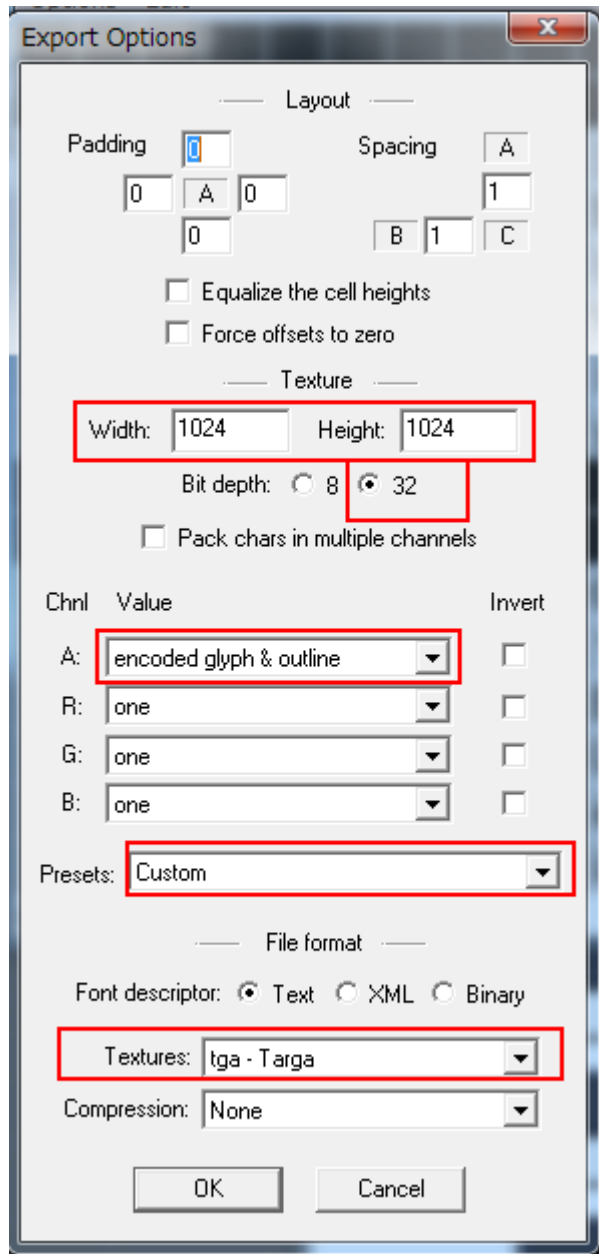 Export Options
Layout
Padding 0 Spacing A
0 A 0 1
0 B 1 C
Equalize the cell heights
Force offsets to zero
Texture
Width: 1024 Height: 1024
Bit depth: 8 32
Pack chars in multiple channels
Chnl Value Invert
A: encoded glyph & outline
R: one
G: one
B: one
Presets: Custom
File format
Font descriptor: Text XML Binary
Textures: tga - Targa
Compression: None
OK Cancel